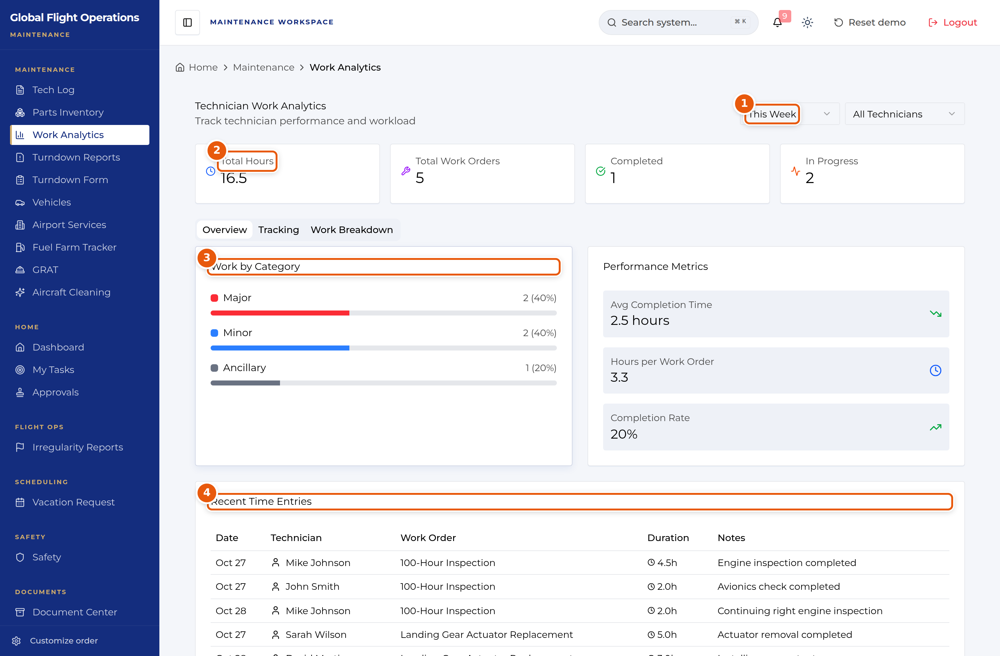 Global Flight Operations
MAINTENANCE
MAINTENANCE
Tech Log
Parts Inventory
Work Analytics
Turndown Reports
Turndown Form
Vehicles
Airport Services
Fuel Farm Tracker
GRAT
Aircraft Cleaning
HOME
Dashboard
My Tasks
Approvals
FLIGHT OPS
Irregularity Reports
SCHEDULING
Vacation Request
SAFETY
Safety
DOCUMENTS
Document Center
Customize order
MAINTENANCE WORKSPACE
Search system...
⌘ K
9
Reset demo
Logout
Home > Maintenance > Work Analytics
Technician Work Analytics
Track technician performance and workload
1
This Week
All Technicians
2
Total Hours
16.5
Total Work Orders
5
Completed
1
In Progress
2
Overview Tracking Work Breakdown
3
Work by Category
Major 2 (40%)
Minor 2 (40%)
Ancillary 1 (20%)
Performance Metrics
Avg Completion Time
2.5 hours
Hours per Work Order
3.3
Completion Rate
20%
4
Recent Time Entries
Date Technician Work Order Duration Notes
Oct 27 Mike Johnson 100-Hour Inspection 4.5h Engine inspection completed
Oct 27 John Smith 100-Hour Inspection 2.0h Avionics check completed
Oct 28 Mike Johnson 100-Hour Inspection 2.0h Continuing right engine inspection
Oct 27 Sarah Wilson Landing Gear Actuator Replacement 5.0h Actuator removal completed